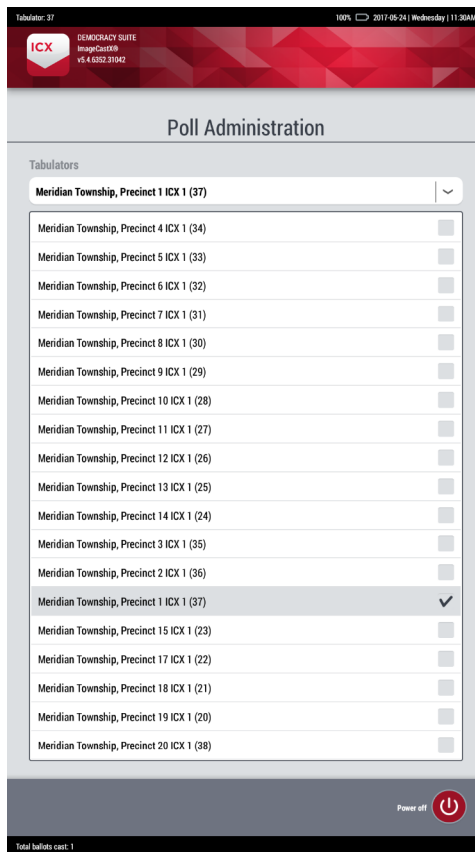 Tabulator: 37
100% 2017-05-24 | Wednesday | 11:30AM
ICX
DEMOCRACY SUITE
ImageCastX®
v5.4.6352.31042
Poll Administration
Tabulators
Meridian Township, Precinct 1 ICX 1 (37)
Meridian Township, Precinct 4 ICX 1 (34)
Meridian Township, Precinct 5 ICX 1 (33)
Meridian Township, Precinct 6 ICX 1 (32)
Meridian Township, Precinct 7 ICX 1 (31)
Meridian Township, Precinct 8 ICX 1 (30)
Meridian Township, Precinct 9 ICX 1 (29)
Meridian Township, Precinct 10 ICX 1 (28)
Meridian Township, Precinct 11 ICX 1 (27)
Meridian Township, Precinct 12 ICX 1 (26)
Meridian Township, Precinct 13 ICX 1 (25)
Meridian Township, Precinct 14 ICX 1 (24)
Meridian Township, Precinct 3 ICX 1 (35)
Meridian Township, Precinct 2 ICX 1 (36)
Meridian Township, Precinct 1 ICX 1 (37)
Meridian Township, Precinct 15 ICX 1 (23)
Meridian Township, Precinct 17 ICX 1 (22)
Meridian Township, Precinct 18 ICX 1 (21)
Meridian Township, Precinct 19 ICX 1 (20)
Meridian Township, Precinct 20 ICX 1 (38)
Power off
Total ballots cast: 1